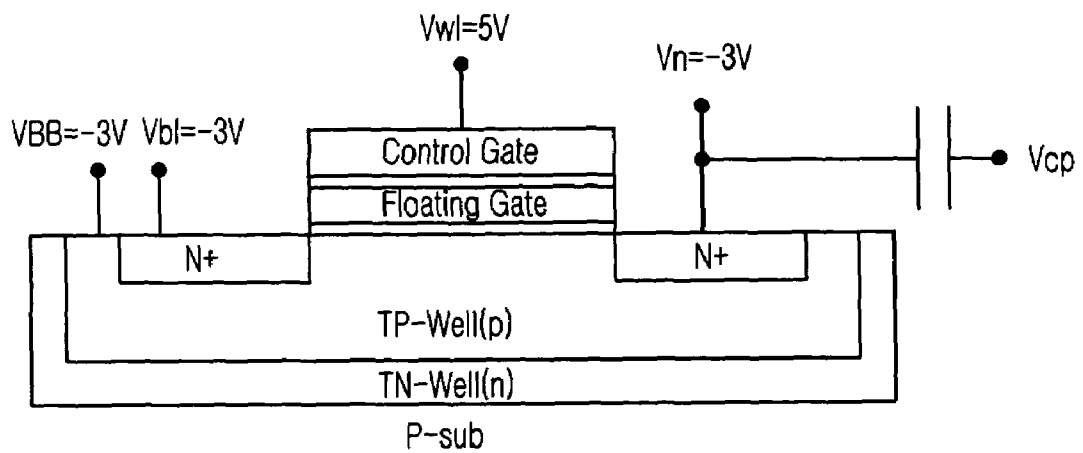 Vwl=5V
Vn=-3V
VBB=-3V
Vbl=-3V
Control Gate
Vcp
Floating Gate
N+
N+
TP-Well(p)
TN-Well(n)
P-sub